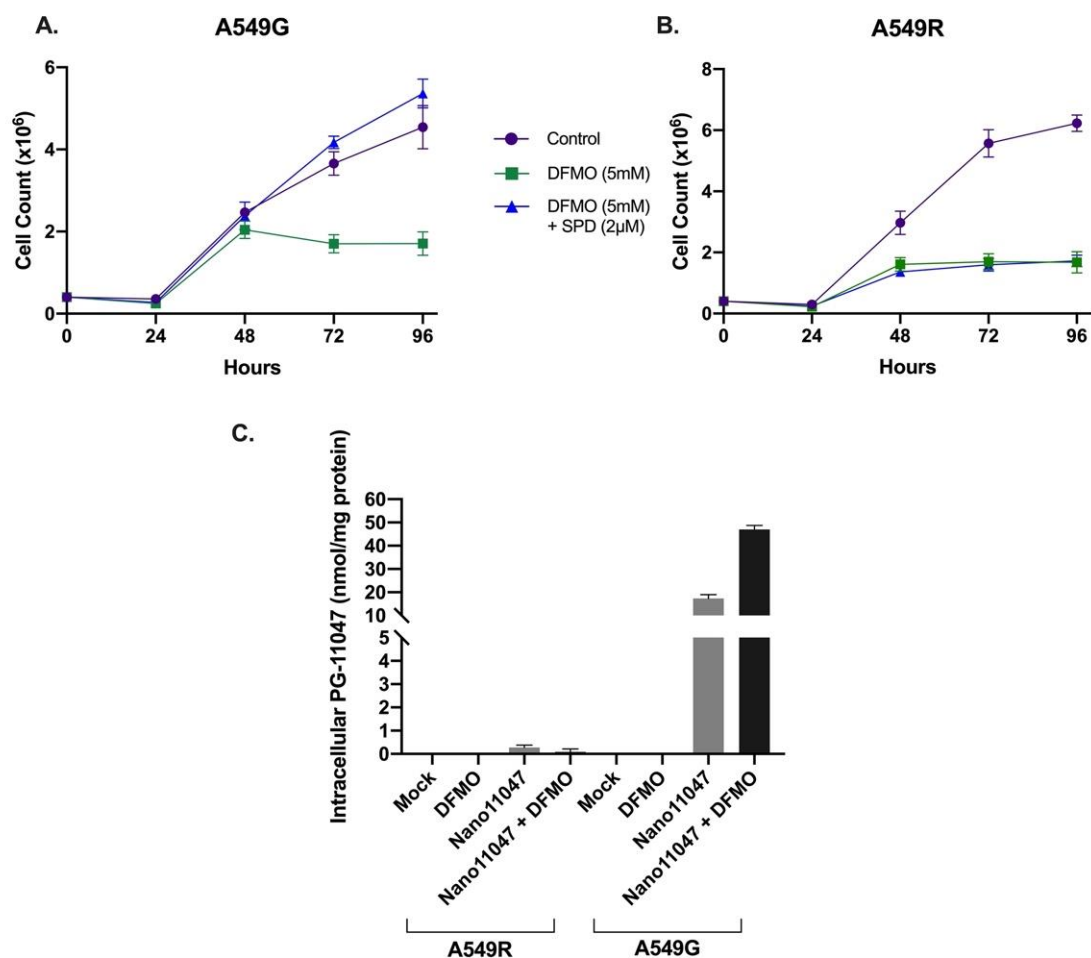 A.
A549G
Cell Count (x10⁶)
6
4
2
0
0 24 48 72 96
Hours
Control
DFMO (5mM)
DFMO (5mM)
+ SPD (2µM)
B.
A549R
Cell Count (x10⁶)
8
6
4
2
0
0 24 48 72 96
Hours
C.
Intracellular PG-11047 (nmol/mg protein)
60
50
40
30
20
10
5
4
3
2
1
0
Mock
DFMO
Nano11047
Nano11047 + DFMO
Mock
DFMO
Nano11047
Nano11047 + DFMO
A549R
A549G